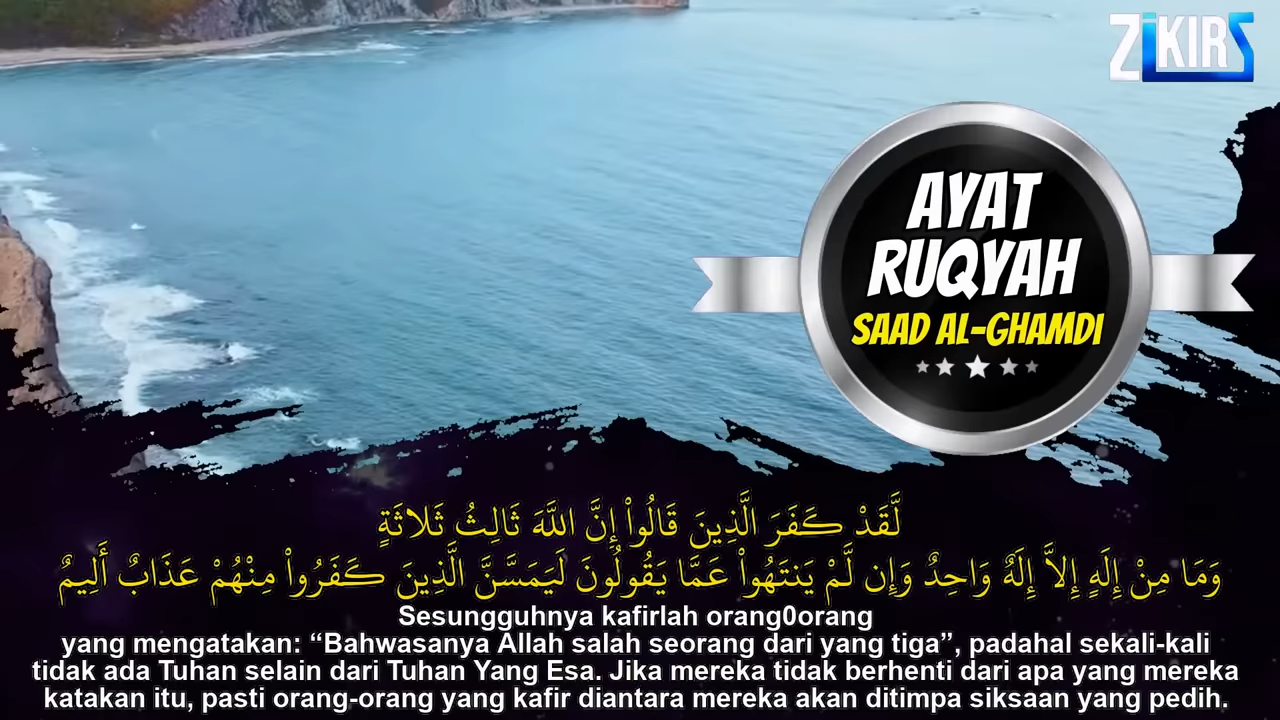 ZIKIRS
AYAT
RUQYAH
SAAD AL-GHAMDI
لَّقَدْ كَفَرَ الَّذِينَ قَالُواْ إِنَّ اللَّهَ ثَالِثُ ثَلاثَةٍ
وَمَا مِنْ إِلَهٍ إِلاَّ إِلَهٌ وَاحِدٌ وَإِن لَّمْ يَنتَهُواْ عَمَّا يَقُولُونَ لَيَمَسَّنَّ الَّذِينَ كَفَرُواْ مِنْهُمْ عَذَابٌ أَلِيمٌ
Sesungguhnya kafirlah orang0orang
yang mengatakan: “Bahwasanya Allah salah seorang dari yang tiga”, padahal sekali-kali
tidak ada Tuhan selain dari Tuhan Yang Esa. Jika mereka tidak berhenti dari apa yang mereka
katakan itu, pasti orang-orang yang kafir diantara mereka akan ditimpa siksaan yang pedih.